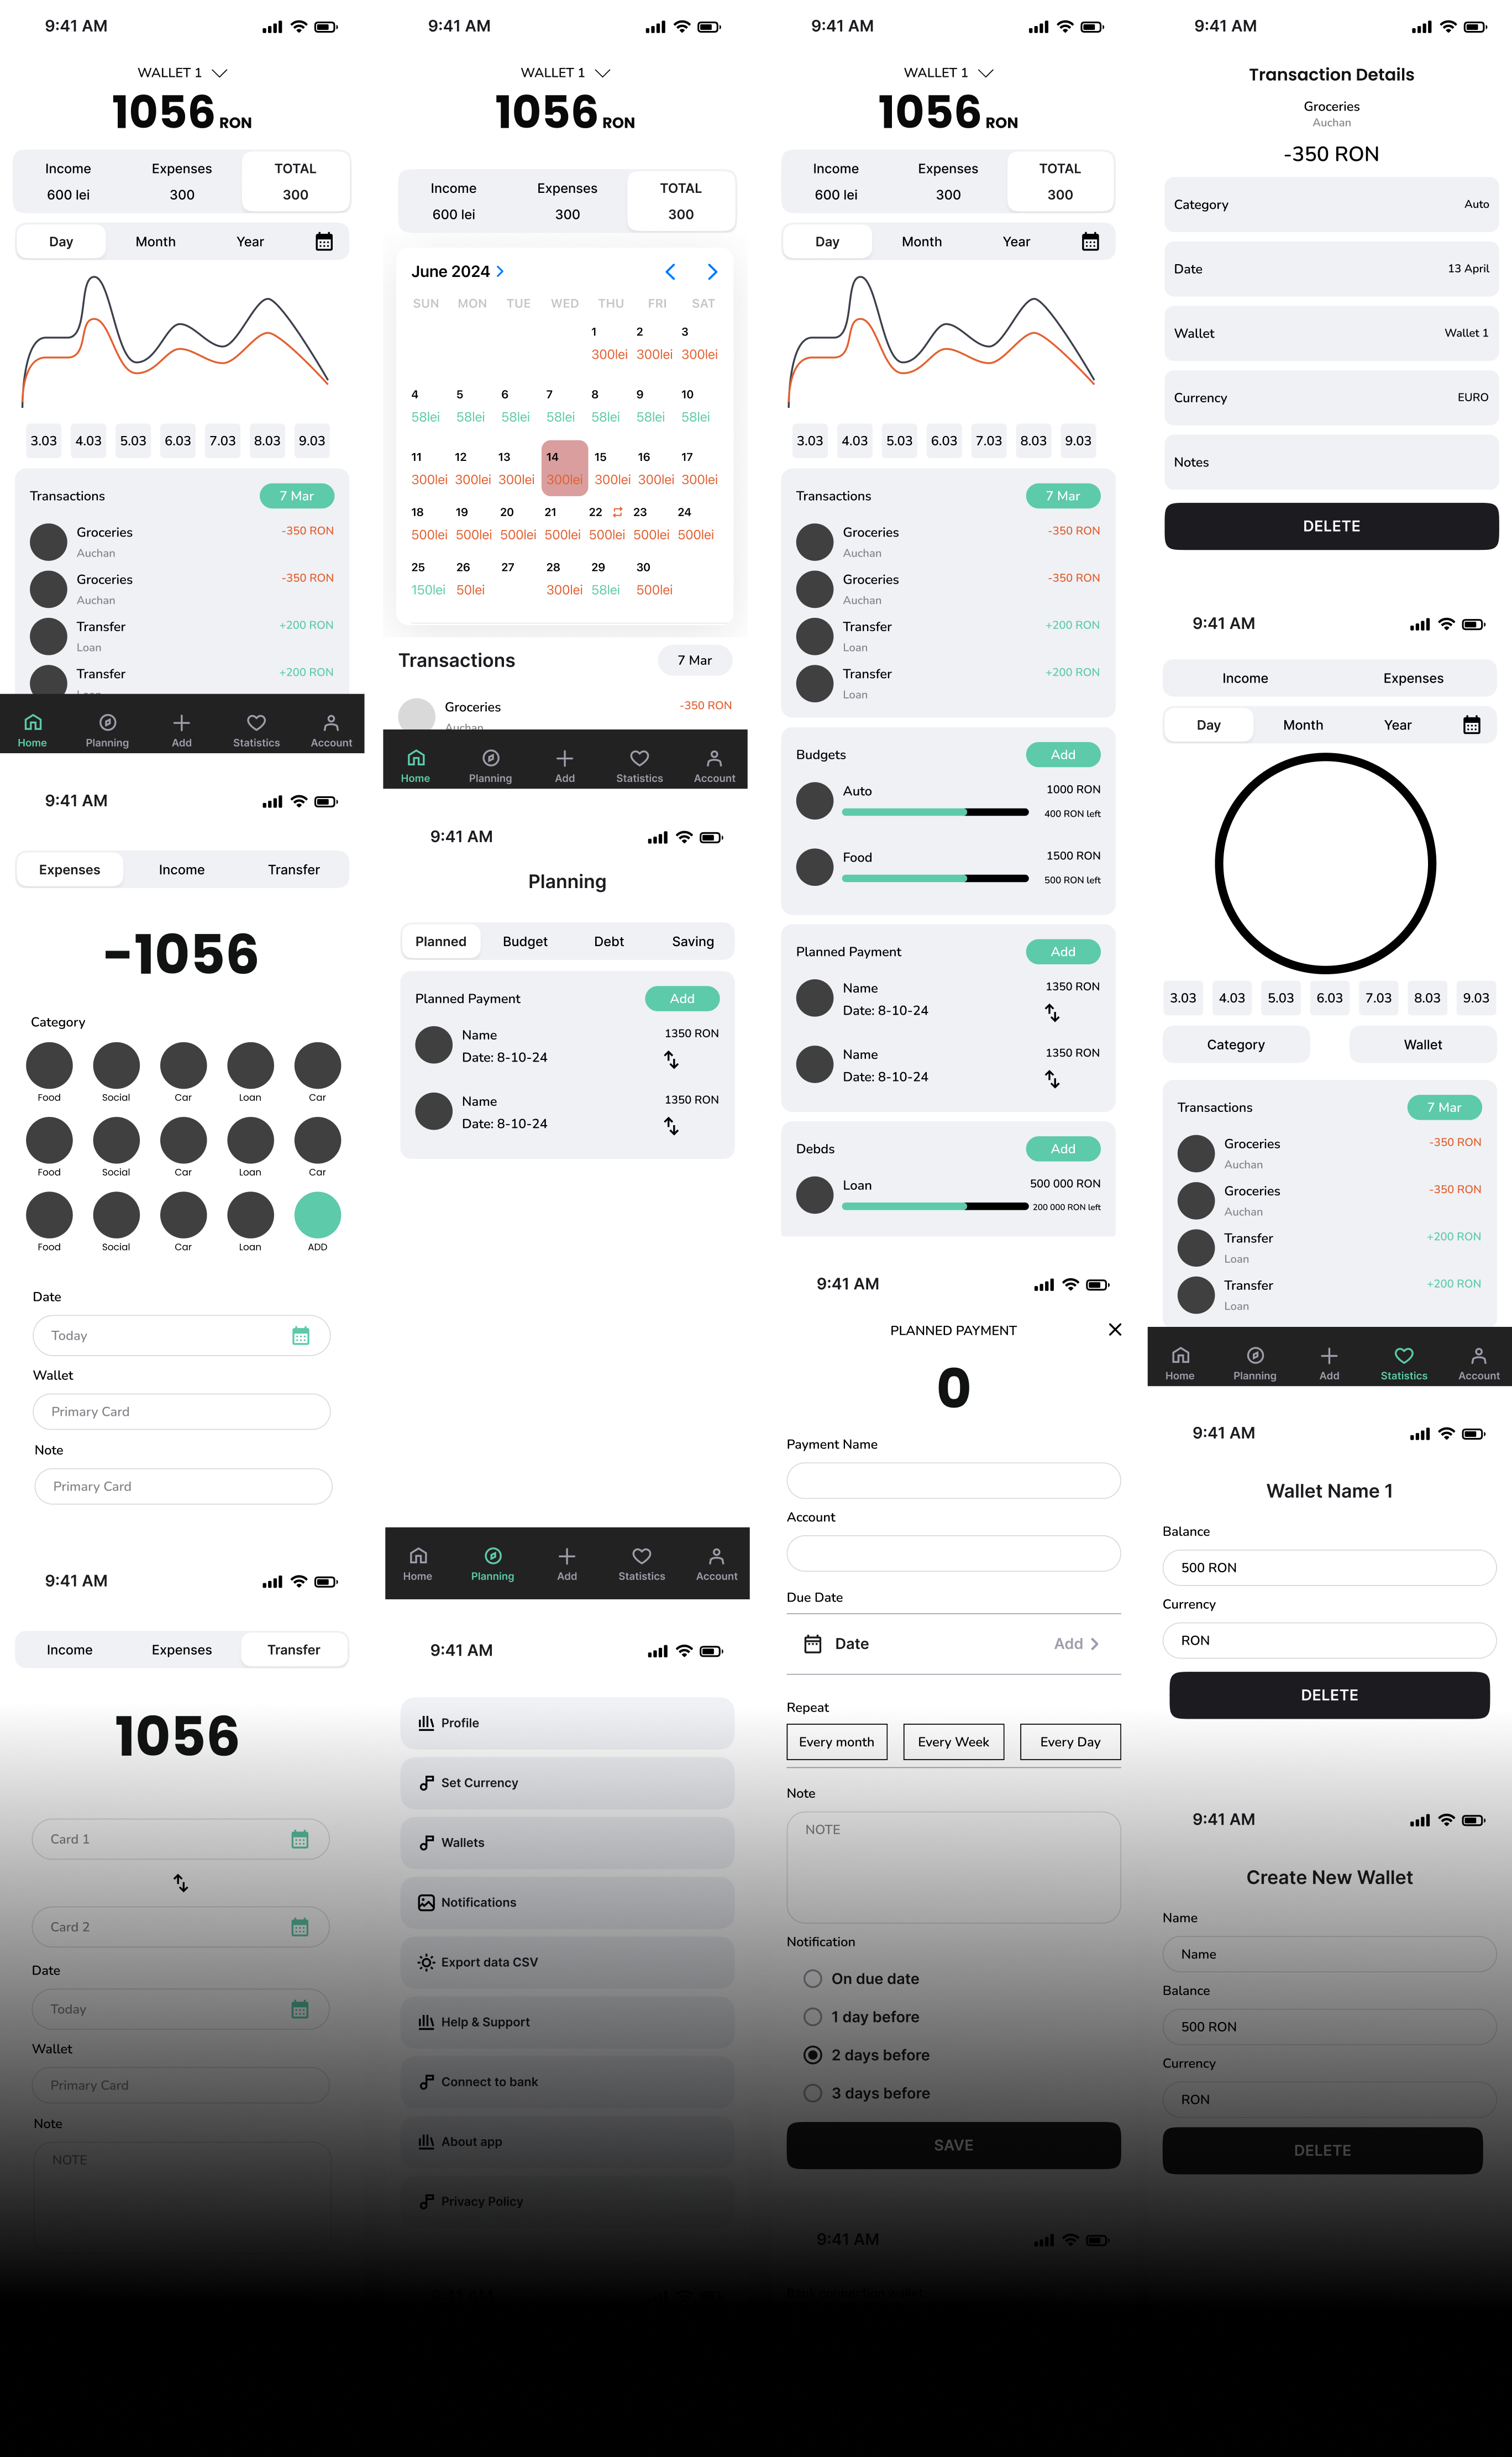 9:41 AM
WALLET 1
1056 RON
Income Expenses TOTAL
600 lei 300 300
Day Month Year
3.03 4.03 5.03 6.03 7.03 8.03 9.03
Transactions 7 Mar
Groceries -350 RON
Auchan
Groceries -350 RON
Auchan
Transfer +200 RON
Loan
Transfer +200 RON
Home Planning Add Statistics Account
9:41 AM
Expenses Income Transfer
-1056
Category
Food Social Car Loan Car
Food Social Car Loan Car
Food Social Car Loan ADD
Date
Today
Wallet
Primary Card
Note
Primary Card
9:41 AM
Income Expenses Transfer
1056
Card 1
Card 2
Date
Today
Wallet
Primary Card
Note
NOTE
9:41 AM
WALLET 1
1056 RON
Income Expenses TOTAL
600 lei 300 300
June 2024
SUN MON TUE WED THU FRI SAT
1 2 3
300lei 300lei 300lei
4 5 6 7 8 9 10
58lei 58lei 58lei 58lei 58lei 58lei 58lei
11 12 13 14 15 16 17
300lei 300lei 300lei 300lei 300lei 300lei 300lei
18 19 20 21 22 23 24
500lei 500lei 500lei 500lei 500lei 500lei 500lei
25 26 27 28 29 30
150lei 50lei 300lei 58lei 500lei
Transactions 7 Mar
Groceries -350 RON
Auchan
Home Planning Add Statistics Account
9:41 AM
Planning
Planned Budget Debt Saving
Planned Payment Add
Name 1350 RON
Date: 8-10-24
Name 1350 RON
Date: 8-10-24
Home Planning Add Statistics Account
9:41 AM
Profile
Set Currency
Wallets
Notifications
Export data CSV
Help & Support
Connect to bank
About app
Privacy Policy
9:41 AM
WALLET 1
1056 RON
Income Expenses TOTAL
600 lei 300 300
Day Month Year
3.03 4.03 5.03 6.03 7.03 8.03 9.03
Transactions 7 Mar
Groceries -350 RON
Auchan
Groceries -350 RON
Auchan
Transfer +200 RON
Loan
Transfer +200 RON
Loan
Budgets Add
Auto 1000 RON
400 RON left
Food 1500 RON
500 RON left
Planned Payment Add
Name 1350 RON
Date: 8-10-24
Name 1350 RON
Date: 8-10-24
Debds Add
Loan 500 000 RON
200 000 RON left
9:41 AM
PLANNED PAYMENT
0
Payment Name
Account
Due Date
Date Add
Repeat
Every month Every Week Every Day
Note
NOTE
Notification
On due date
1 day before
2 days before
3 days before
SAVE
9:41 AM
9:41 AM
Transaction Details
Groceries
Auchan
-350 RON
Category Auto
Date 13 April
Wallet Wallet 1
Currency EURO
Notes
DELETE
9:41 AM
Income Expenses
Day Month Year
3.03 4.03 5.03 6.03 7.03 8.03 9.03
Category Wallet
Transactions 7 Mar
Groceries -350 RON
Auchan
Groceries -350 RON
Auchan
Transfer +200 RON
Loan
Transfer +200 RON
Loan
Home Planning Add Statistics Account
9:41 AM
Wallet Name 1
Balance
500 RON
Currency
RON
DELETE
9:41 AM
Create New Wallet
Name
Name
Balance
500 RON
Currency
RON
DELETE